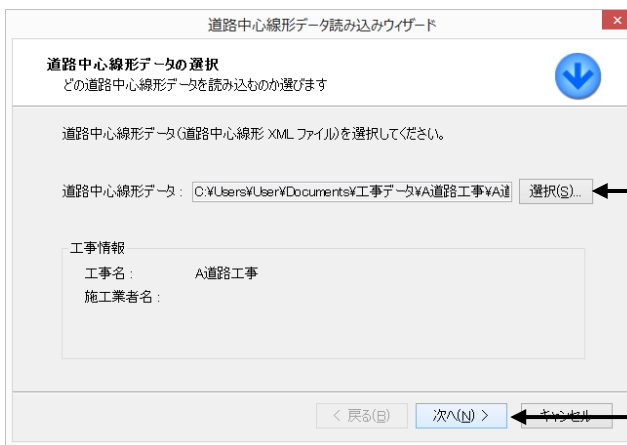 道路中心線形データ読み込みウィザード
道路中心線形データの選択
どの道路中心線形データを読み込むのか選びます
道路中心線形データ(道路中心線形 XML ファイル)を選択してください。
道路中心線形データ : C:¥Users¥User¥Documents¥工事データ¥A道路工事¥A道 選択(S)...
工事情報
工事名 : A道路工事
施工業者名 :
< 戻る(B) 次へ(N) > キャンセル